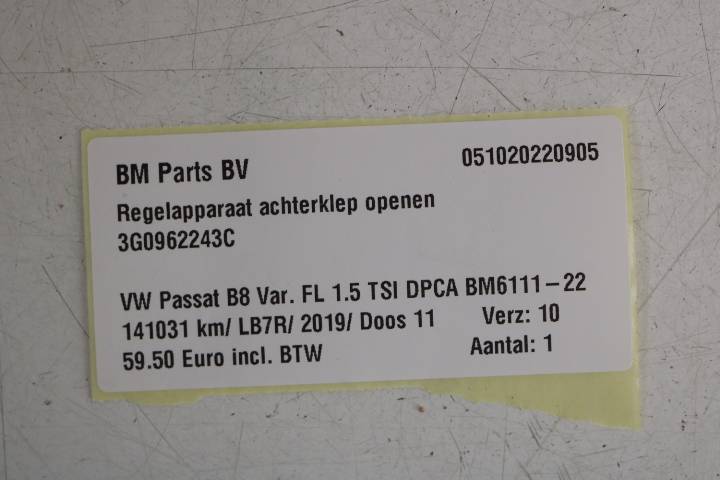 BM Parts BV 051020220905
Regelapparaat achterklep openen
3G0962243C
VW Passat B8 Var. FL 1.5 TSI DPCA BM6111-22
141031 km/ LB7R/ 2019/ Doos 11 Verz: 10
59.50 Euro incl. BTW Aantal: 1